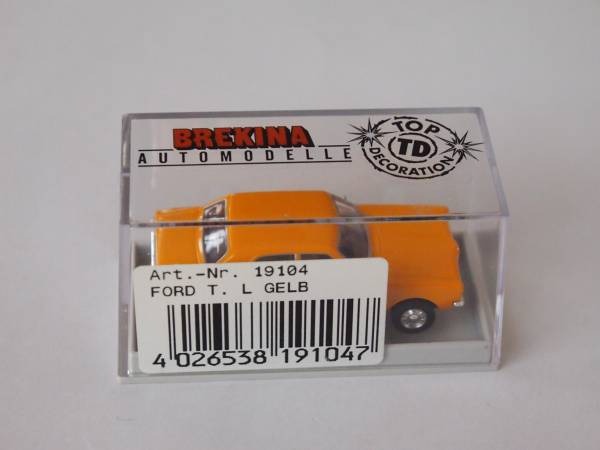 BREKINA
AUTOMODELLE
TOP
TD
DECORATION
Art.-Nr. 19104
FORD T. L GELB
4 026538 191047